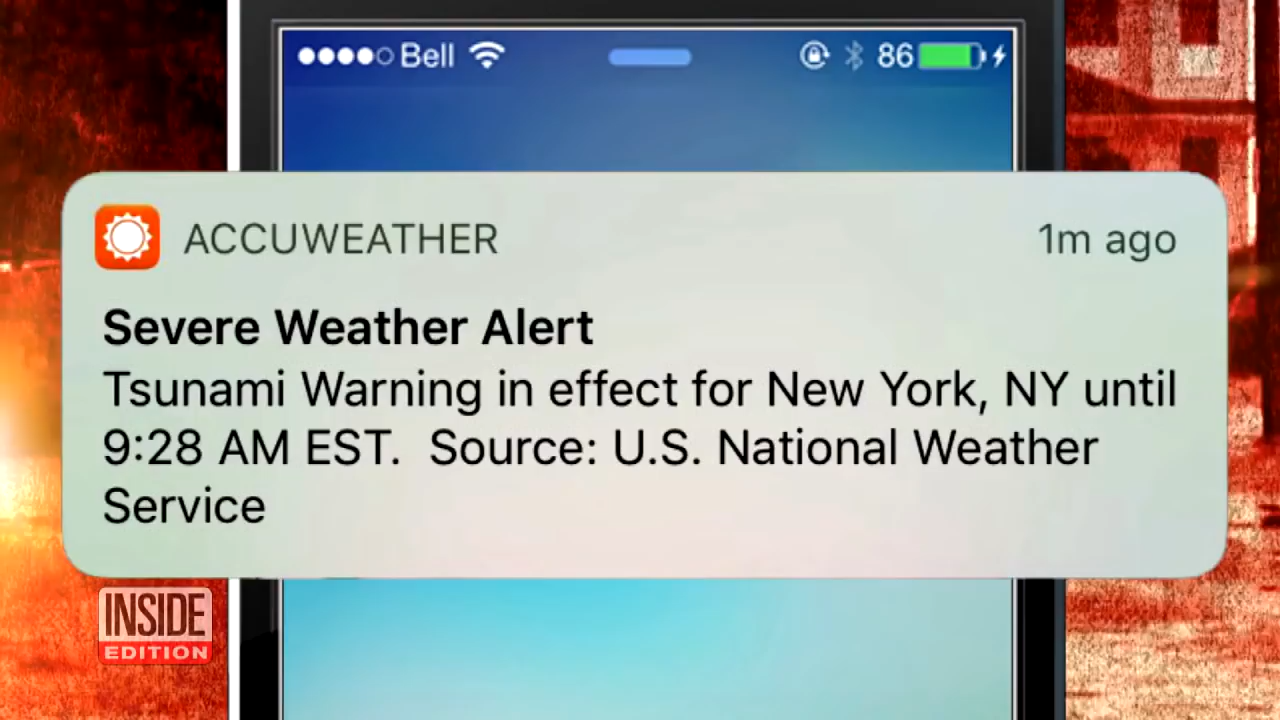 Bell 86
ACCUWEATHER 1m ago
Severe Weather Alert
Tsunami Warning in effect for New York, NY until
9:28 AM EST.  Source: U.S. National Weather
Service
INSIDE
EDITION